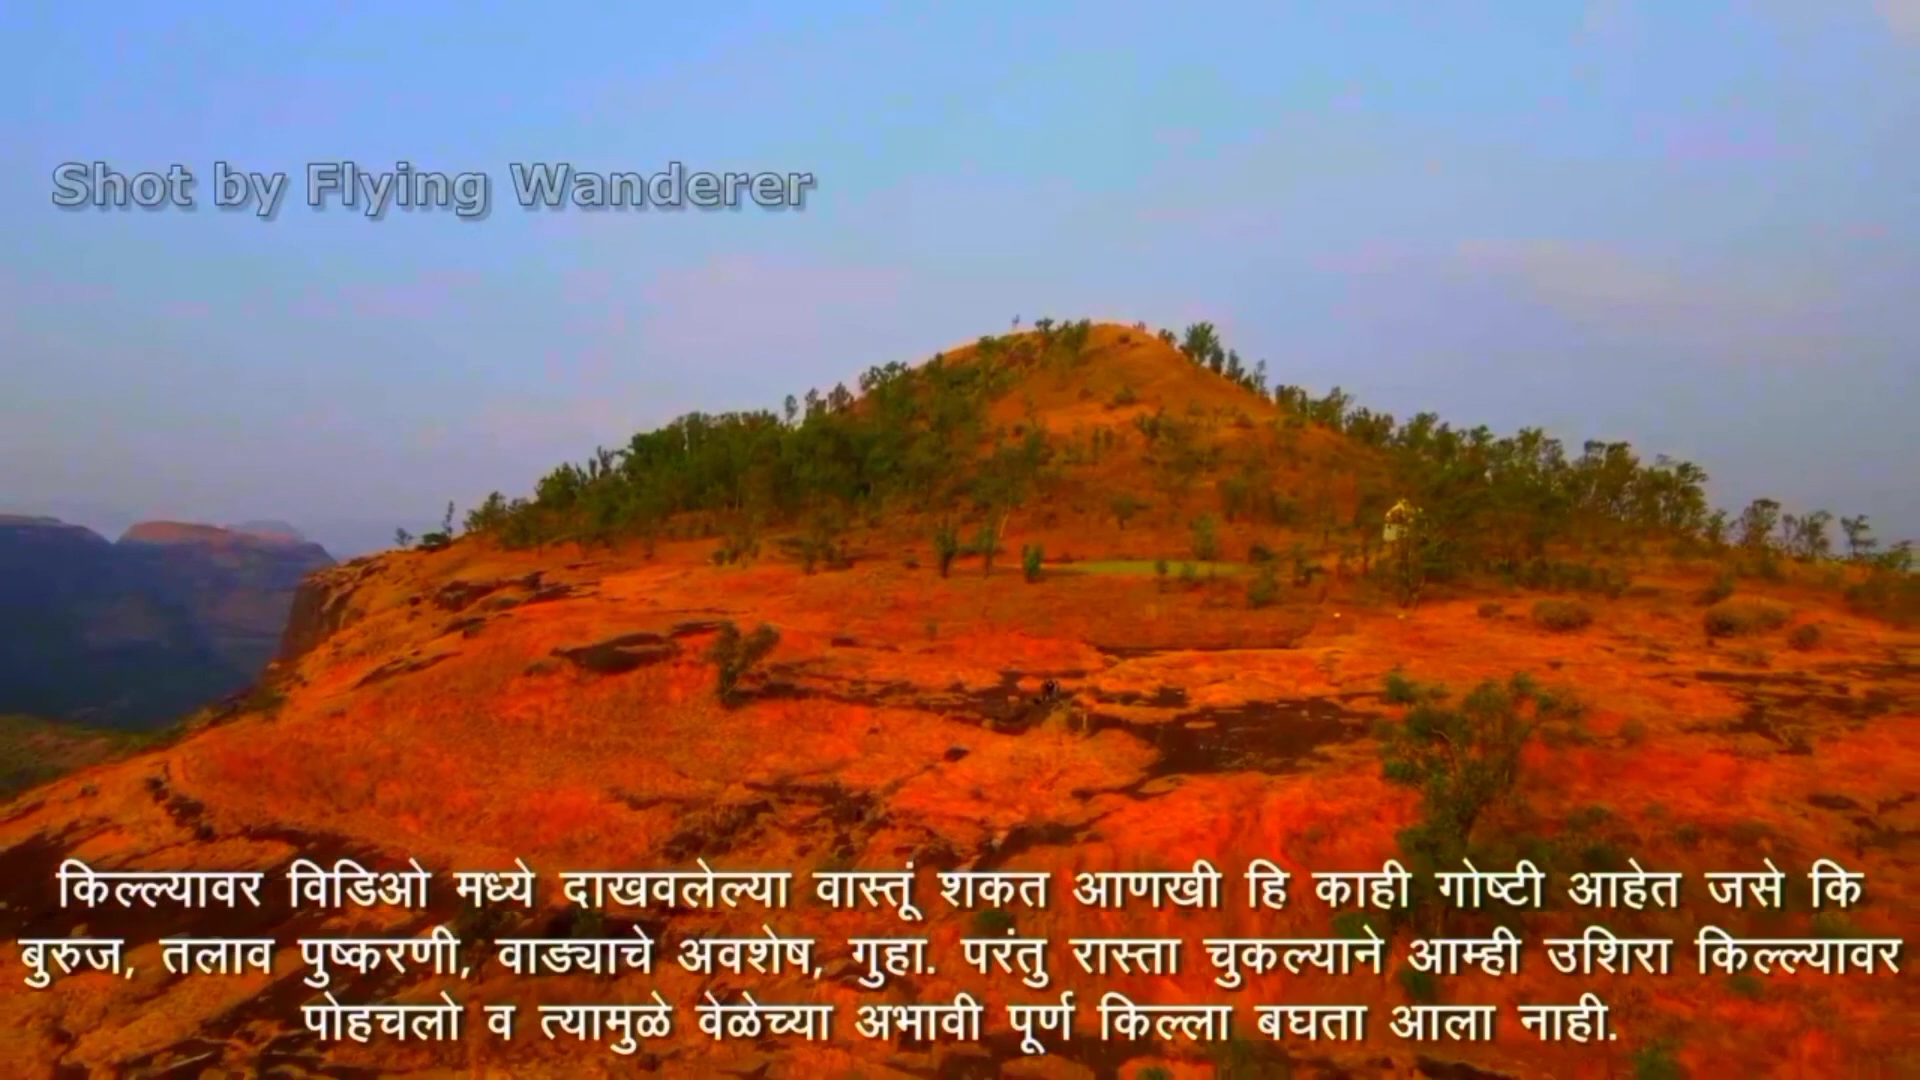 Shot by Flying Wanderer
किल्ल्यावर विडिओ मध्ये दाखवलेल्या वास्तूं शकत आणखी हि काही गोष्टी आहेत जसे कि
बुरुज, तलाव पुष्करणी, वाड्याचे अवशेष, गुहा. परंतु रास्ता चुकल्याने आम्ही उशिरा किल्ल्यावर
पोहचलो व त्यामुळे वेळेच्या अभावी पूर्ण किल्ला बघता आला नाही.